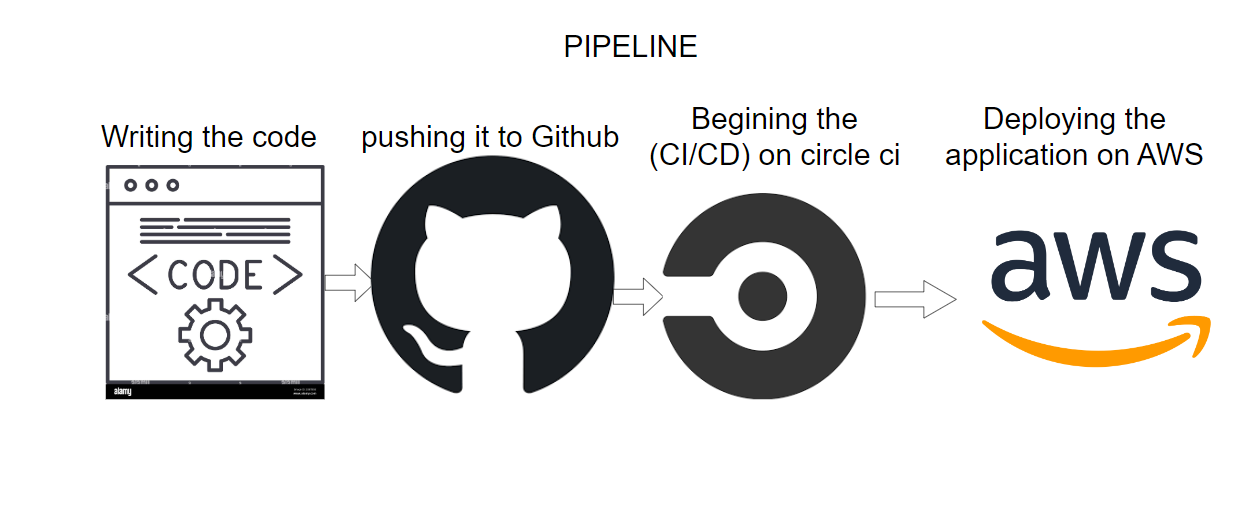 PIPELINE
Writing the code
pushing it to Github
Begining the
(CI/CD) on circle ci
Deploying the
application on AWS
< CODE >
aws
alamy